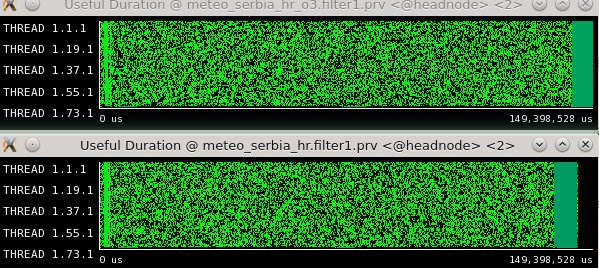 Useful Duration @ meteo_serbia_hr_o3.filter1.prv <@headnode> <2>
THREAD 1.1.1
THREAD 1.19.1
THREAD 1.37.1
THREAD 1.55.1
THREAD 1.73.1
0 us 149,398,528 us
Useful Duration @ meteo_serbia_hr.filter1.prv <@headnode> <2>
THREAD 1.1.1
THREAD 1.19.1
THREAD 1.37.1
THREAD 1.55.1
THREAD 1.73.1
0 us 149,398,528 us